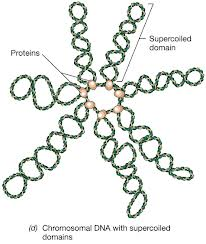 Supercoiled
domain
Proteins
(d) Chromosomal DNA with supercoiled
domains